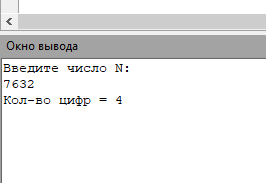 Окно вывода
Введите число N:
7632
Кол-во цифр = 4